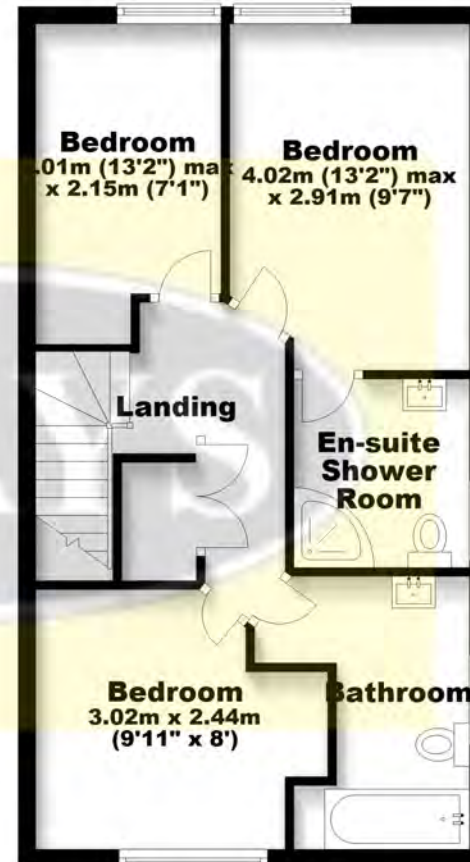 Bedroom
.01m (13'2") max
x 2.15m (7'1")
Bedroom
4.02m (13'2") max
x 2.91m (9'7")
Landing
En-suite
Shower
Room
Bedroom
3.02m x 2.44m
(9'11" x 8')
Bathroom